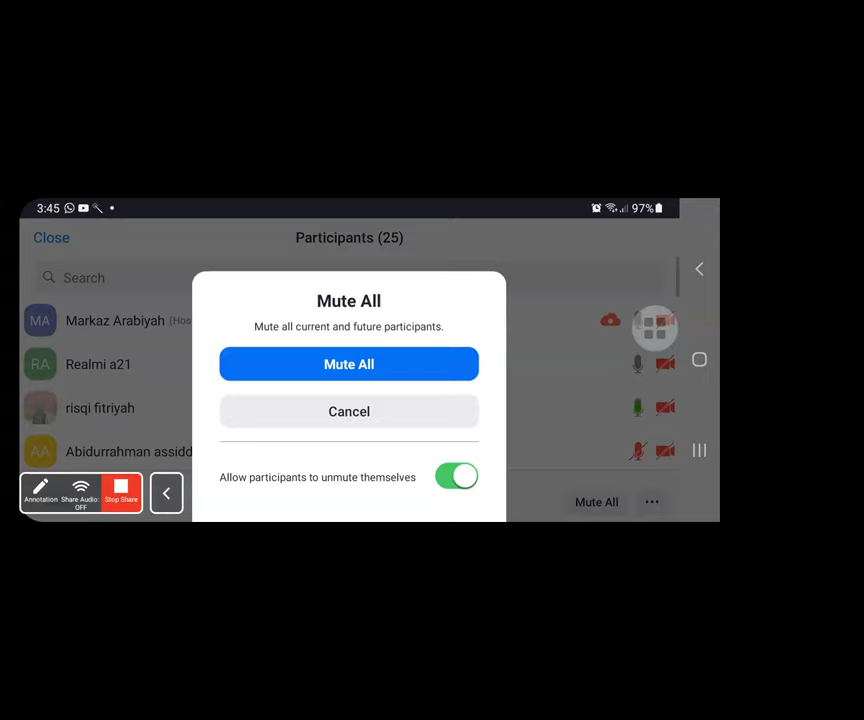 3:45 97%
Close Participants (25)
Search
Mute All
Mute all current and future participants.
MA Markaz Arabiyah (Hos
Mute All
RA Realmi a21
risqi fitriyah
Cancel
AA Abidurrahman assidd
Allow participants to unmute themselves
Annotation Share Audio: OFF Stop Share
Mute All ...